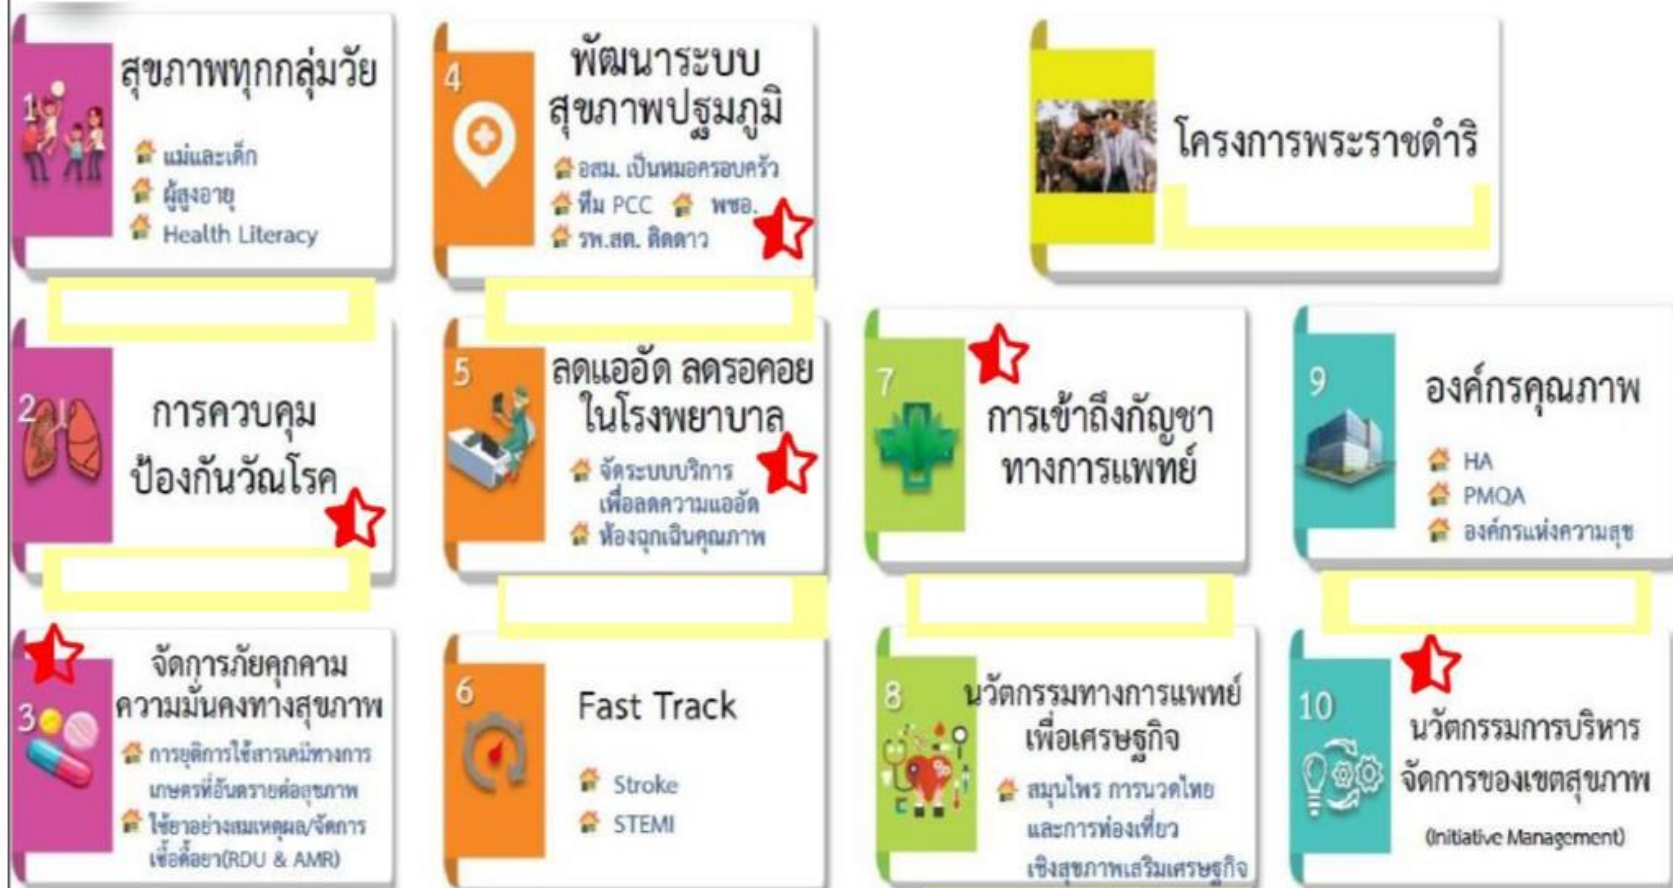 1
สุขภาพทุกกลุ่มวัย
แม่และเด็ก
ผู้สูงอายุ
Health Literacy
2
การควบคุม
ป้องกันวัณโรค
3
จัดการภัยคุกคาม
ความมั่นคงทางสุขภาพ
การยุติการใช้สารเคมีทางการ
เกษตรที่อันตรายต่อสุขภาพ
ใช้ยาอย่างสมเหตุผล/จัดการ
เชื้อดื้อยา(RDU & AMR)
4
พัฒนาระบบ
สุขภาพปฐมภูมิ
อสม. เป็นหมอครอบครัว
ทีม PCC พชอ.
รพ.สต. ติดดาว
5
ลดแออัด ลดรอคอย
ในโรงพยาบาล
จัดระบบบริการ
เพื่อลดความแออัด
ห้องฉุกเฉินคุณภาพ
6
Fast Track
Stroke
STEMI
โครงการพระราชดำริ
7
การเข้าถึงกัญชา
ทางการแพทย์
8
นวัตกรรมทางการแพทย์
เพื่อเศรษฐกิจ
สมุนไพร การนวดไทย
และการท่องเที่ยว
เชิงสุขภาพเสริมเศรษฐกิจ
9
องค์กรคุณภาพ
HA
PMQA
องค์กรแห่งความสุข
10
นวัตกรรมการบริหาร
จัดการของเขตสุขภาพ
(Initiative Management)